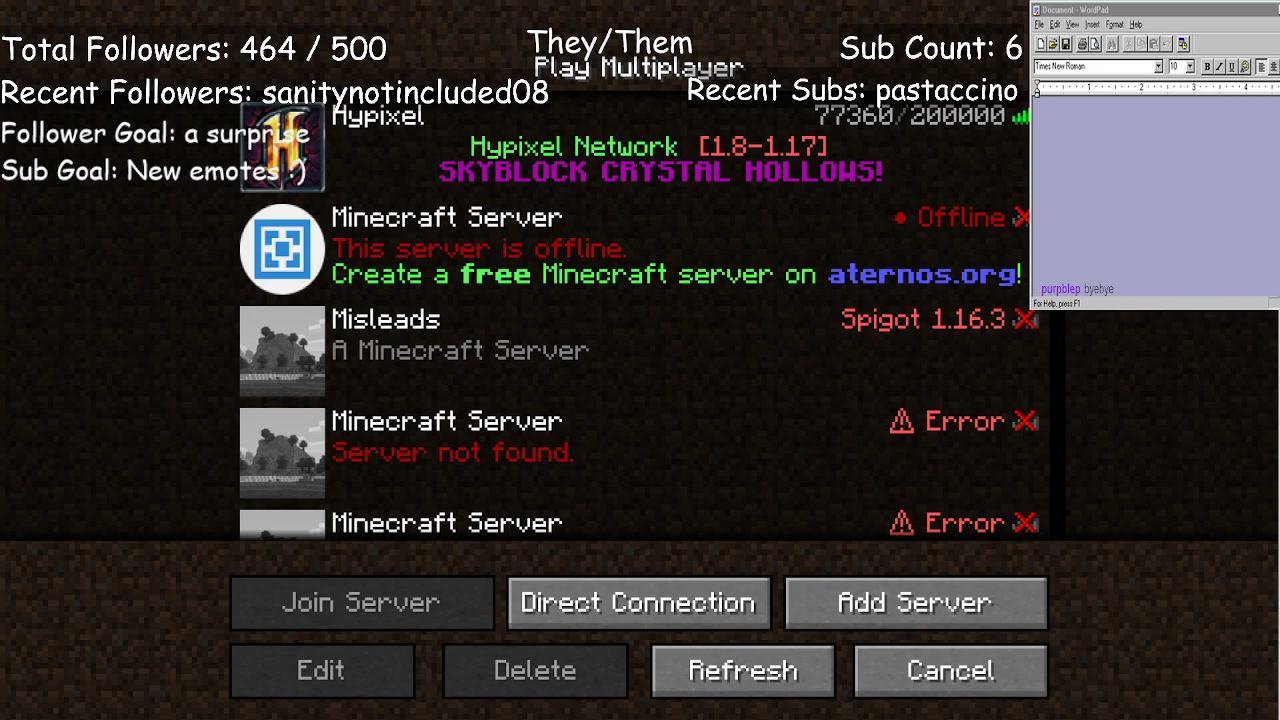 Total Followers: 464 / 500
They/Them
Sub Count: 6
Play Multiplayer
Recent Followers: sanitynotincluded08
Recent Subs: pastaccino
Follower Goal: a surprise
Sub Goal: New emotes :)
Hypixel
77360/200000
Hypixel Network [1.8-1.17]
SKYBLOCK CRYSTAL HOLLOWS!
Minecraft Server
• Offline
This server is offline.
Create a free Minecraft server on aternos.org!
Misleads
Spigot 1.16.3
A Minecraft Server
Minecraft Server
Error
Server not found.
Minecraft Server
Error
Join Server
Direct Connection
Add Server
Edit
Delete
Refresh
Cancel
Document - WordPad
File Edit View Insert Format Help
Times New Roman
10
B I U
1 2 3 4
purpblep byebye
For Help, press F1